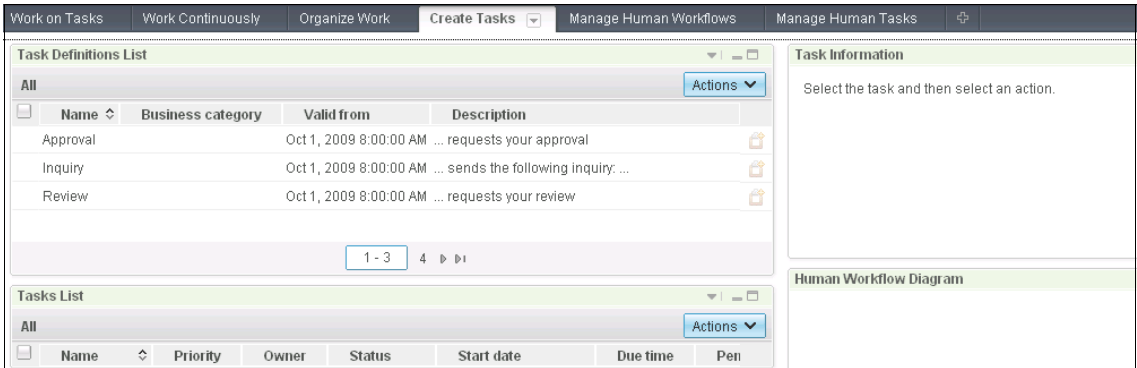 Work on Tasks Work Continuously Organize Work Create Tasks Manage Human Workflows Manage Human Tasks
Task Definitions List
All Actions
Name Business category Valid from Description
Approval Oct 1, 2009 8:00:00 AM ... requests your approval
Inquiry Oct 1, 2009 8:00:00 AM ... sends the following inquiry: ...
Review Oct 1, 2009 8:00:00 AM ... requests your review
1 - 3 4
Tasks List
All Actions
Name Priority Owner Status Start date Due time Pen
Task Information
Select the task and then select an action.
Human Workflow Diagram